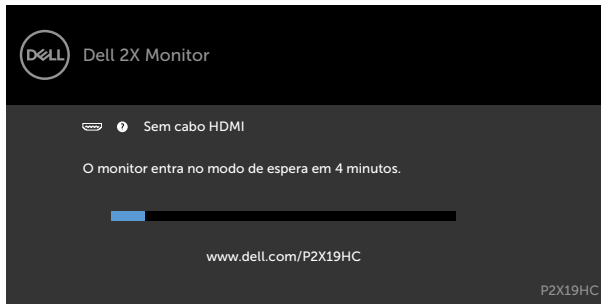 DELL
Dell 2X Monitor
? Sem cabo HDMI
O monitor entra no modo de espera em 4 minutos.
www.dell.com/P2X19HC
P2X19HC